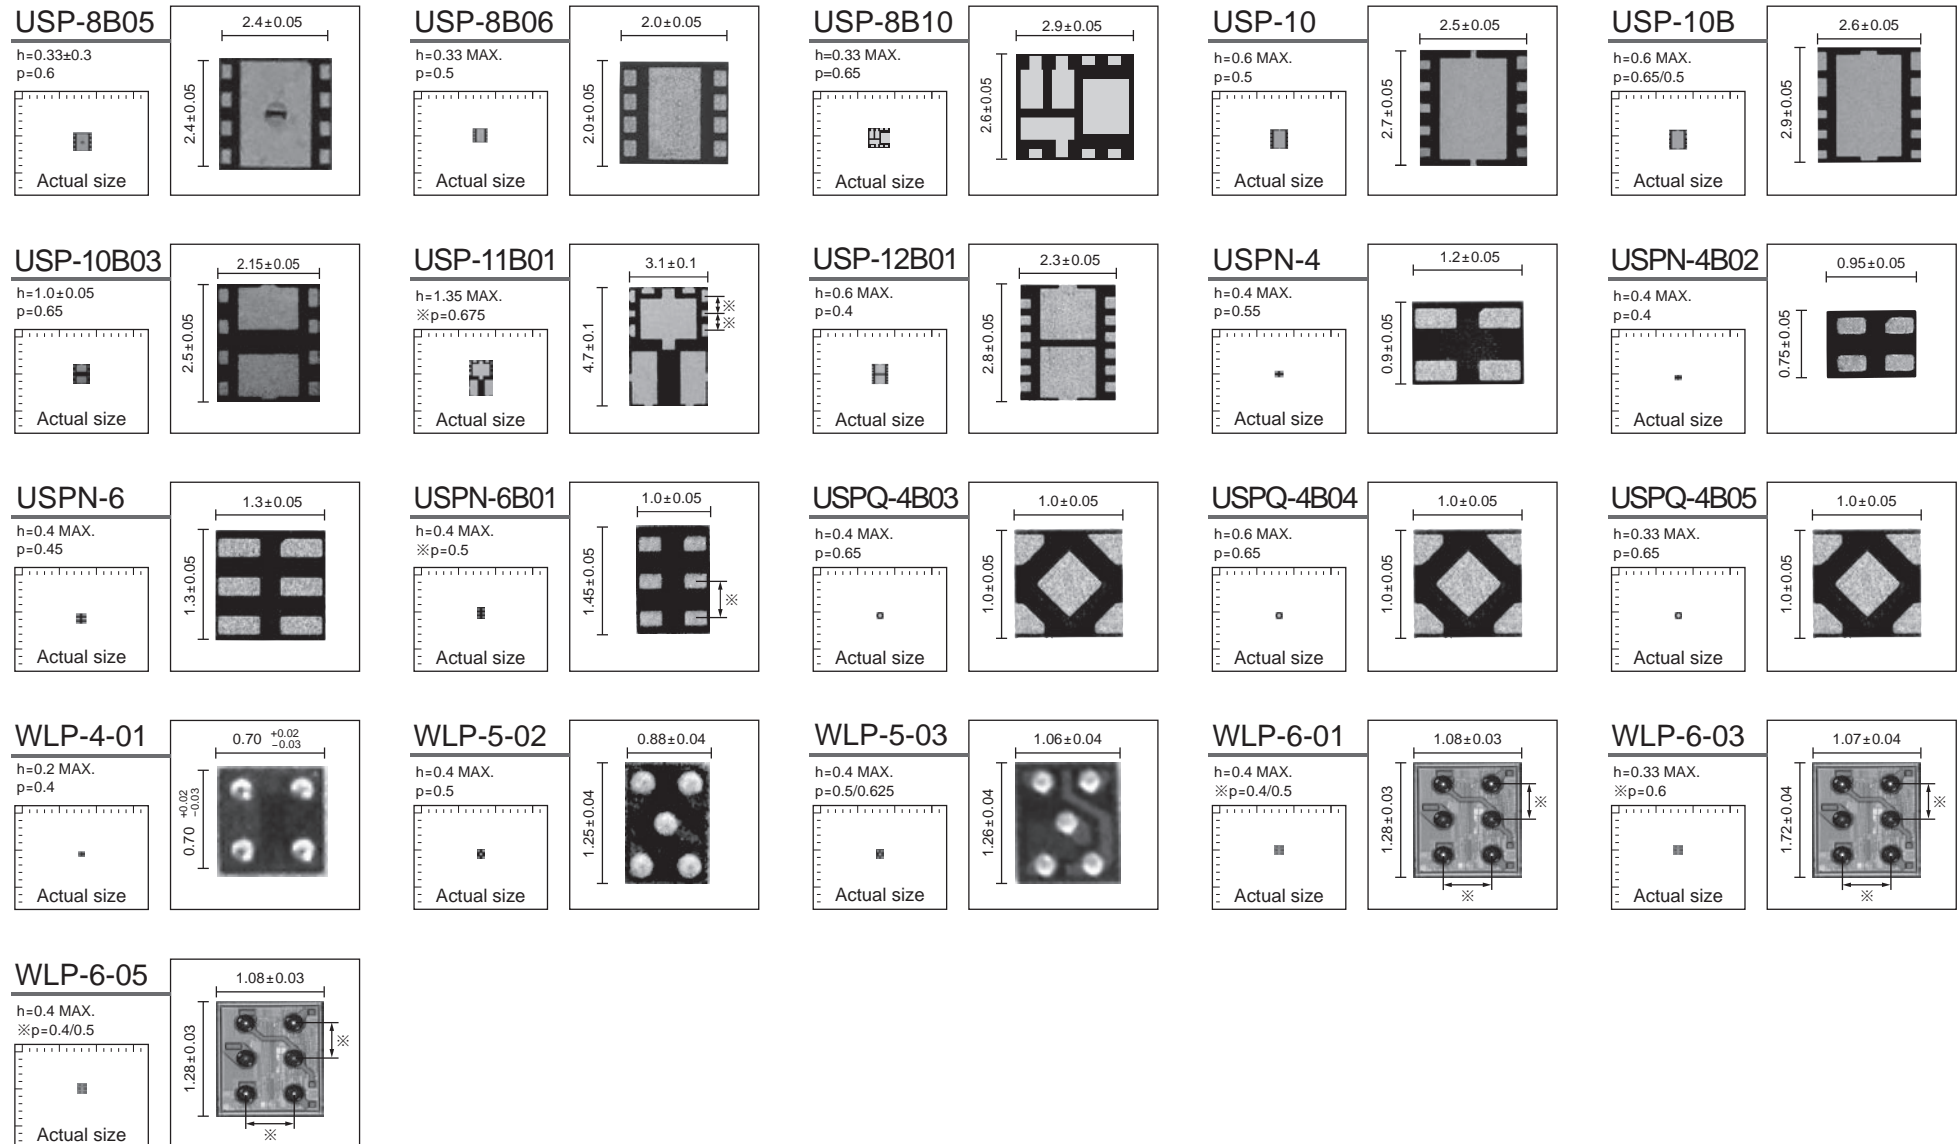 USP-8B05
h=0.33±0.3
p=0.6
Actual size
2.4±0.05
2.4±0.05
USP-8B06
h=0.33 MAX.
p=0.5
Actual size
2.0±0.05
2.0±0.05
USP-8B10
h=0.33 MAX.
p=0.65
Actual size
2.9±0.05
2.6±0.05
USP-10
h=0.6 MAX.
p=0.5
Actual size
2.5±0.05
2.7±0.05
USP-10B
h=0.6 MAX.
p=0.65/0.5
Actual size
2.6±0.05
2.9±0.05
USP-10B03
h=1.0±0.05
p=0.65
Actual size
2.15±0.05
2.5±0.05
USP-11B01
h=1.35 MAX.
※p=0.675
Actual size
3.1±0.1
4.7±0.1
※
※
USP-12B01
h=0.6 MAX.
p=0.4
Actual size
2.3±0.05
2.8±0.05
USPN-4
h=0.4 MAX.
p=0.55
Actual size
1.2±0.05
0.9±0.05
USPN-4B02
h=0.4 MAX.
p=0.4
Actual size
0.95±0.05
0.75±0.05
USPN-6
h=0.4 MAX.
p=0.45
Actual size
1.3±0.05
1.3±0.05
USPN-6B01
h=0.4 MAX.
※p=0.5
Actual size
1.0±0.05
1.45±0.05
※
USPQ-4B03
h=0.4 MAX.
p=0.65
Actual size
1.0±0.05
1.0±0.05
USPQ-4B04
h=0.6 MAX.
p=0.65
Actual size
1.0±0.05
1.0±0.05
USPQ-4B05
h=0.33 MAX.
p=0.65
Actual size
1.0±0.05
1.0±0.05
WLP-4-01
h=0.2 MAX.
p=0.4
Actual size
0.70 +0.02 −0.03
0.70 +0.02 −0.03
WLP-5-02
h=0.4 MAX.
p=0.5
Actual size
0.88±0.04
1.25±0.04
WLP-5-03
h=0.4 MAX.
p=0.5/0.625
Actual size
1.06±0.04
1.26±0.04
WLP-6-01
h=0.4 MAX.
※p=0.4/0.5
Actual size
1.08±0.03
1.28±0.03
※
※
WLP-6-03
h=0.33 MAX.
※p=0.6
Actual size
1.07±0.04
1.72±0.04
※
※
WLP-6-05
h=0.4 MAX.
※p=0.4/0.5
Actual size
1.08±0.03
1.28±0.03
※
※